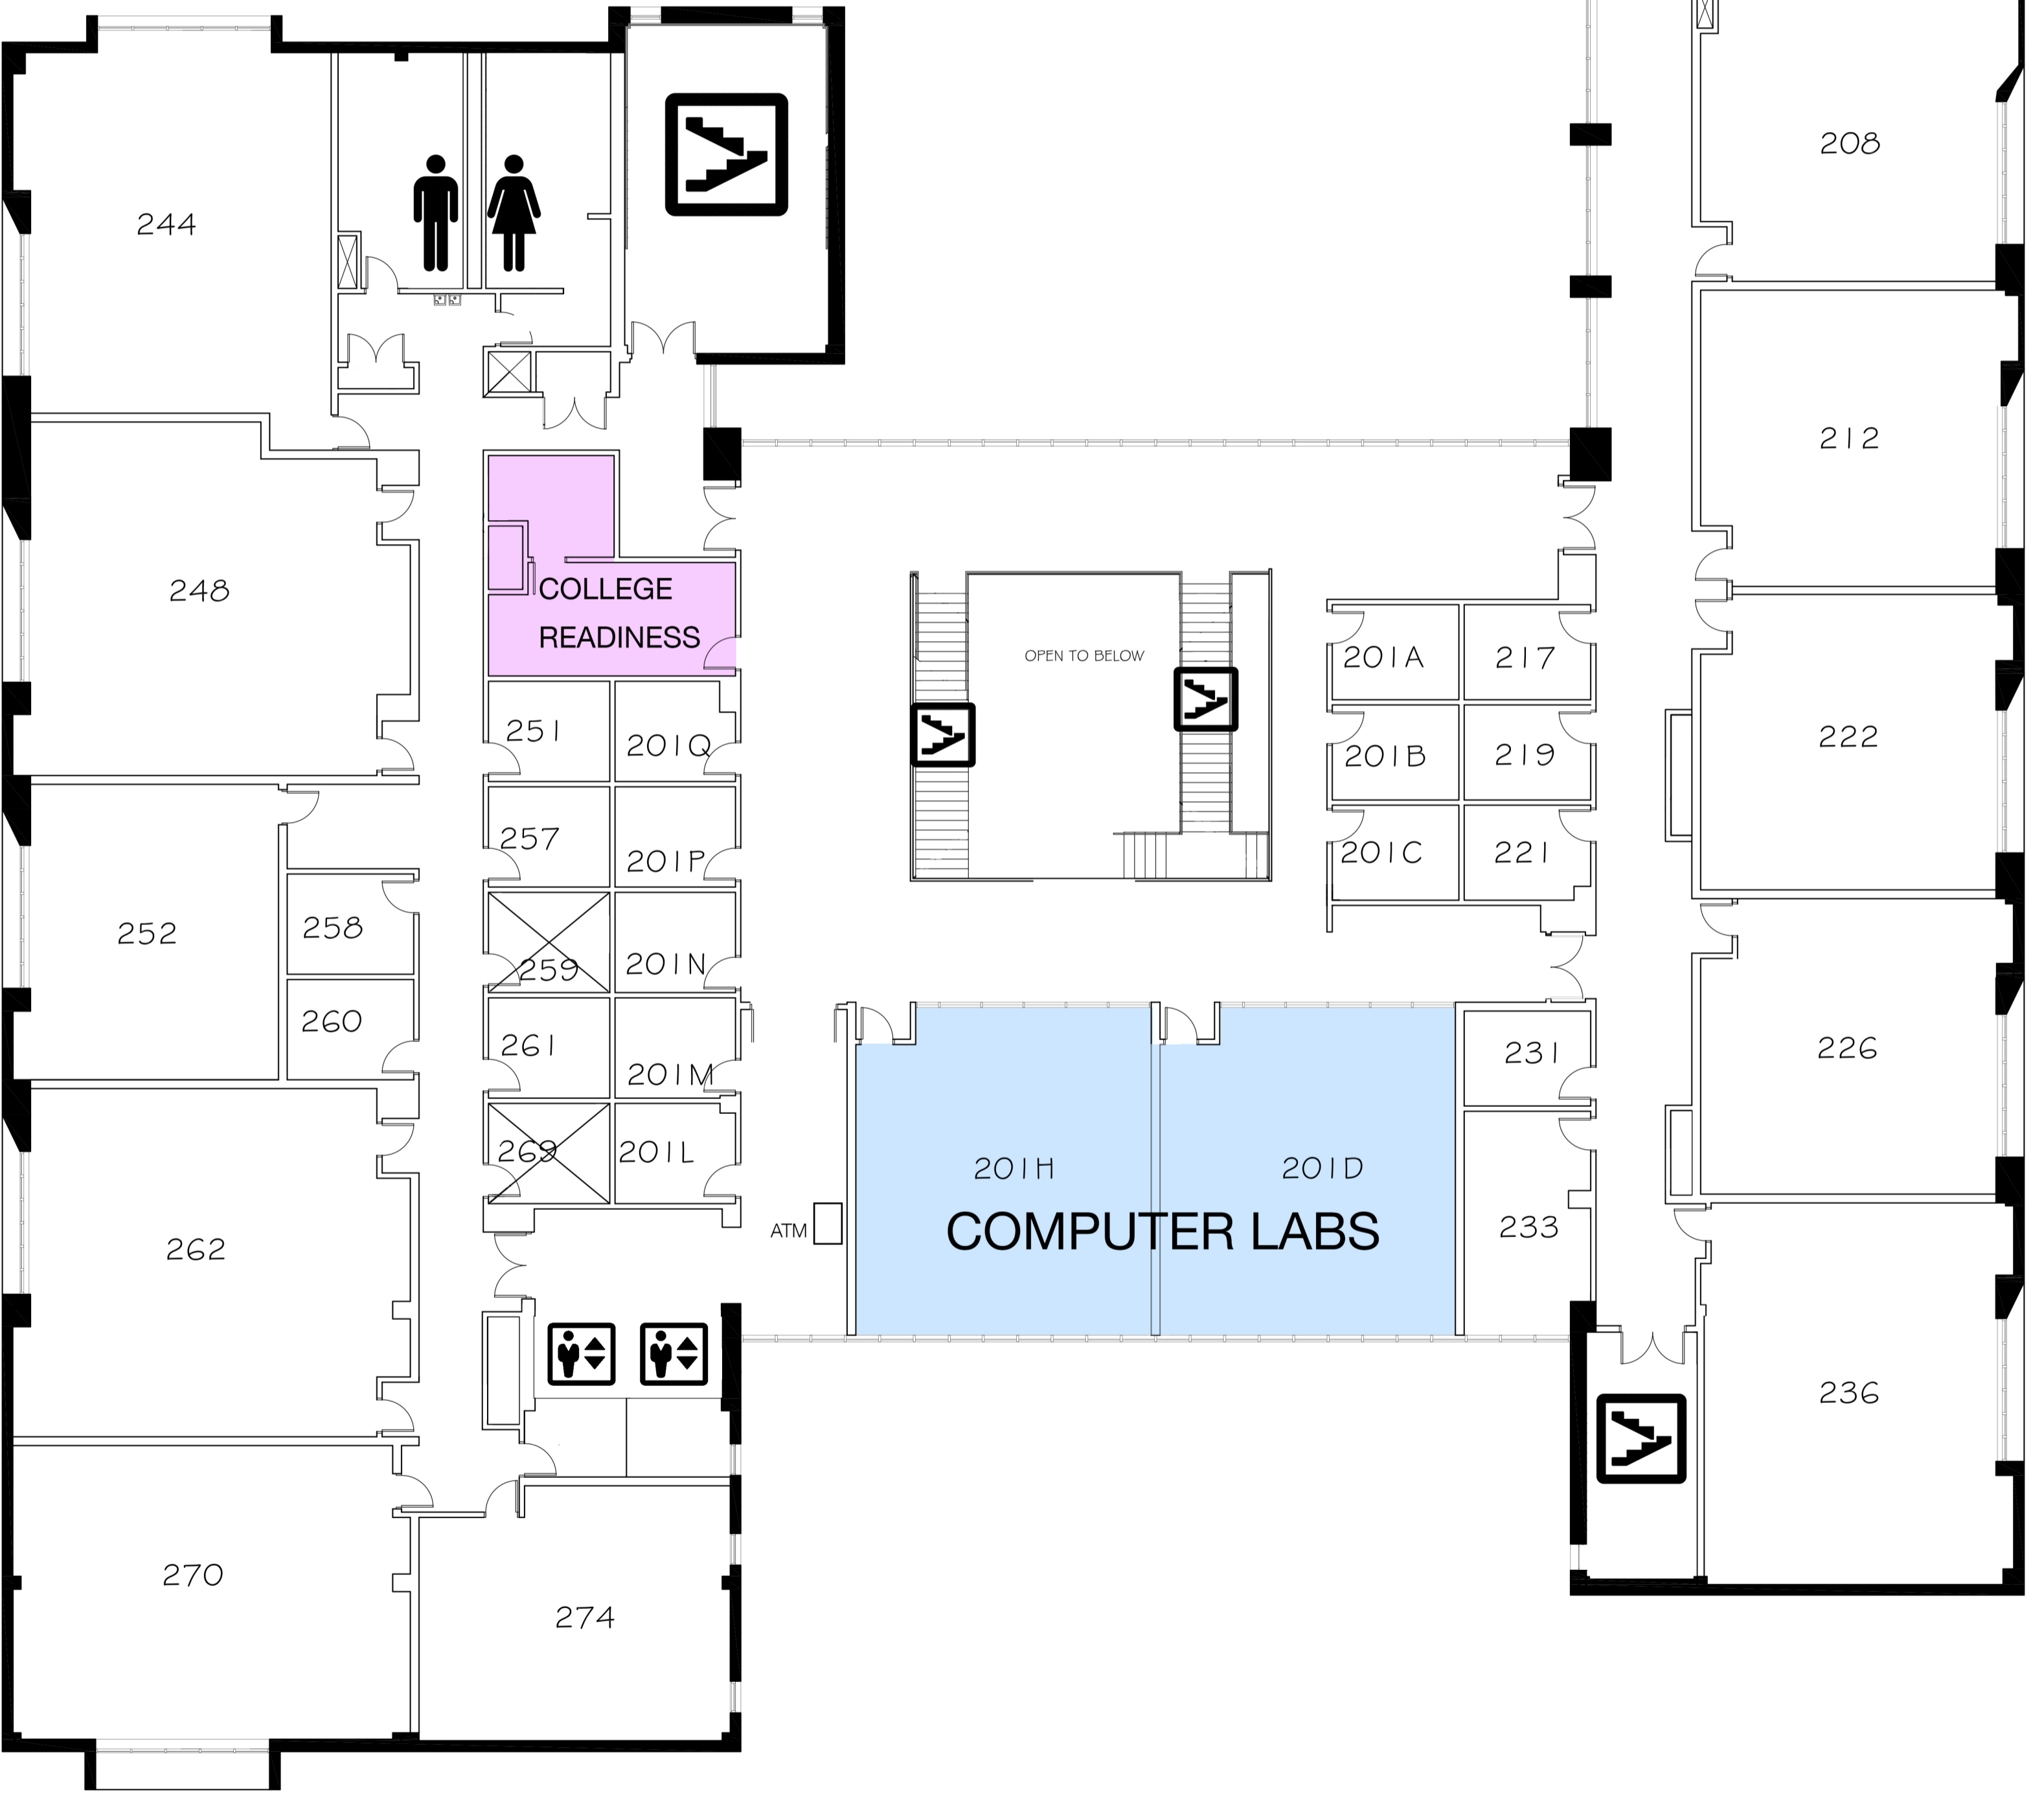 208
244
212
248
COLLEGE
READINESS
OPEN TO BELOW
201A
217
251
201Q
201B
219
222
257
201P
201C
221
252
258
259
201N
260
261
201M
231
226
269
201L
201H
201D
COMPUTER LABS
ATM
233
262
236
270
274